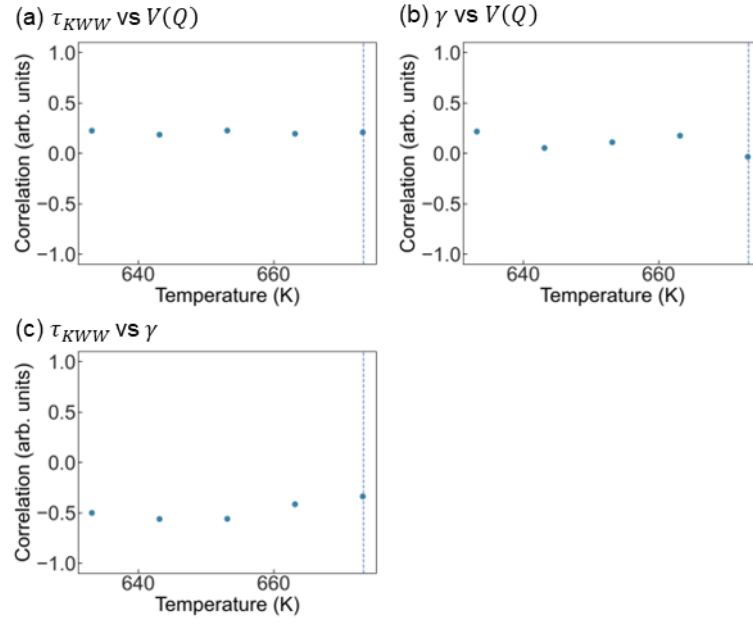 (a) τ_KWW vs V(Q)
Correlation (arb. units)
1.0
0.5
0.0
−0.5
−1.0
640
660
Temperature (K)
(b) γ vs V(Q)
Correlation (arb. units)
1.0
0.5
0.0
−0.5
−1.0
640
660
Temperature (K)
(c) τ_KWW vs γ
Correlation (arb. units)
1.0
0.5
0.0
−0.5
−1.0
640
660
Temperature (K)